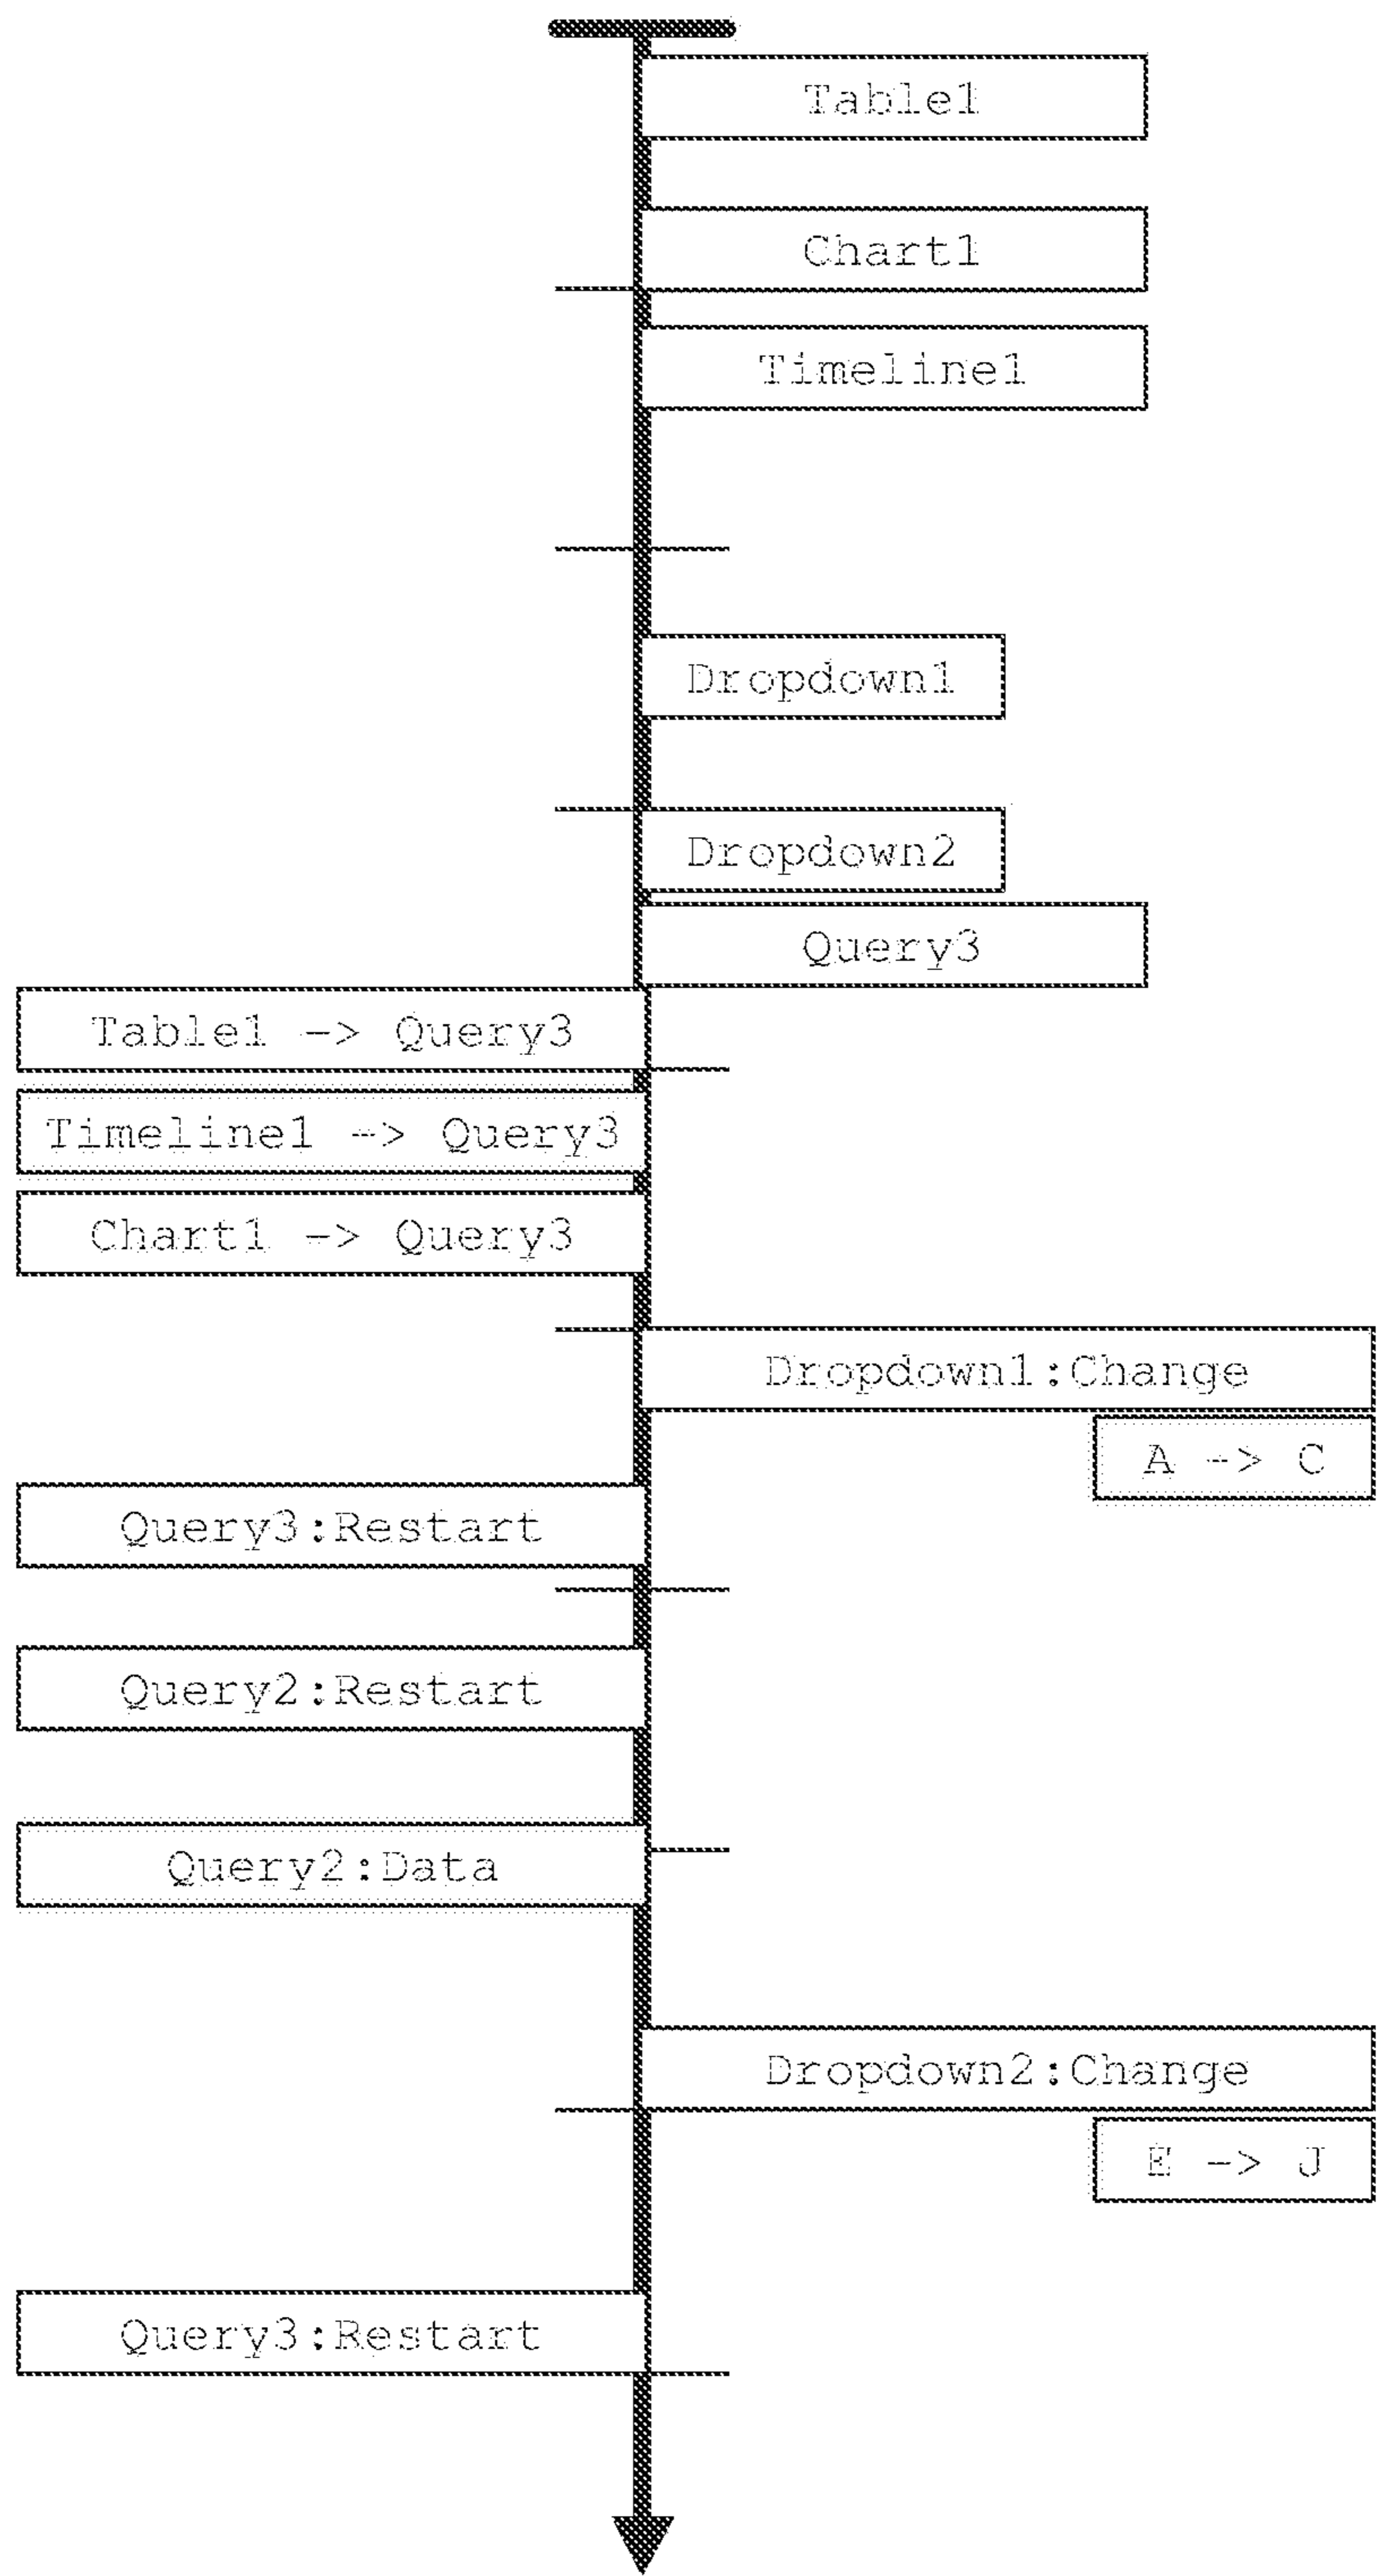 Table1
Chart1
Timeline1
Dropdown1
Dropdown2
Query3
Table1 -> Query3
Timeline1 -> Query3
Chart1 -> Query3
Dropdown1:Change
A -> C
Query3:Restart
Query2:Restart
Query2:Data
Dropdown2:Change
E -> J
Query3:Restart